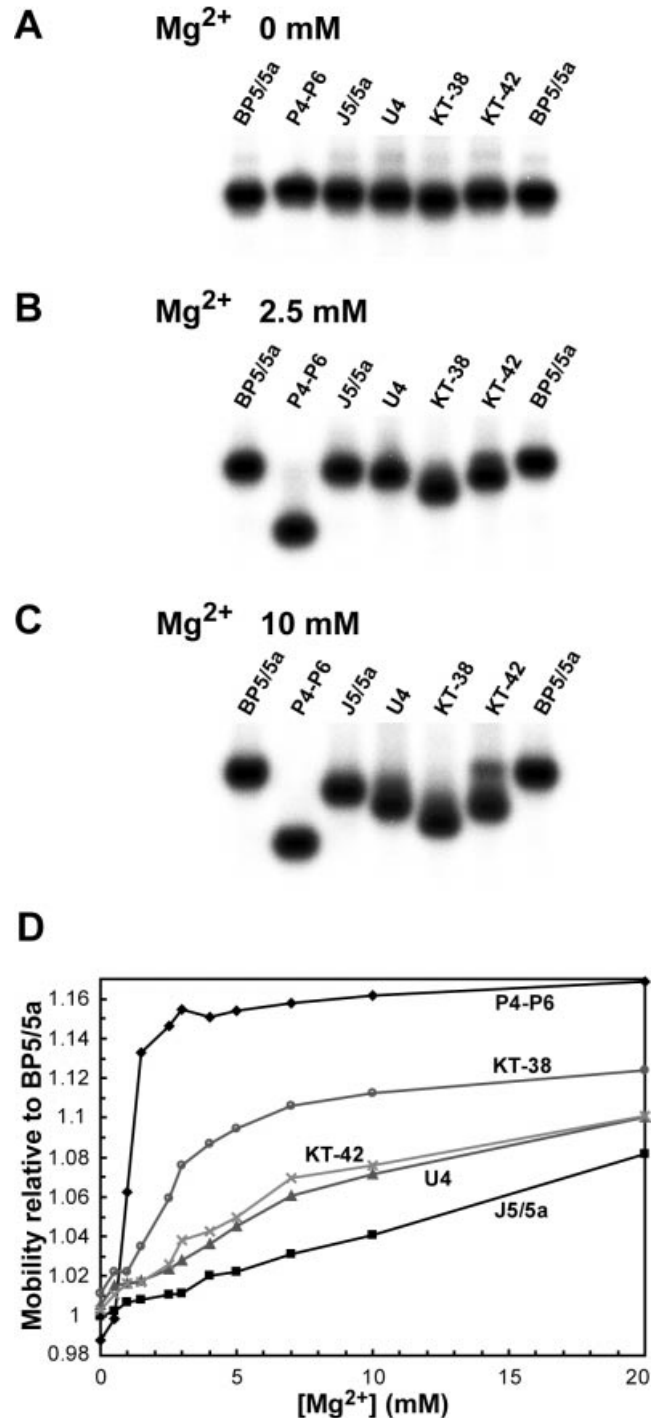 A Mg2+ 0 mM
BP5/5a P4-P6 J5/5a U4 KT-38 KT-42 BP5/5a
B Mg2+ 2.5 mM
BP5/5a P4-P6 J5/5a U4 KT-38 KT-42 BP5/5a
C Mg2+ 10 mM
BP5/5a P4-P6 J5/5a U4 KT-38 KT-42 BP5/5a
D
Mobility relative to BP5/5a
1.16
1.14
1.12
1.1
1.08
1.06
1.04
1.02
1
0.98
P4-P6
KT-38
KT-42
U4
J5/5a
0 5 10 15 20
[Mg2+] (mM)